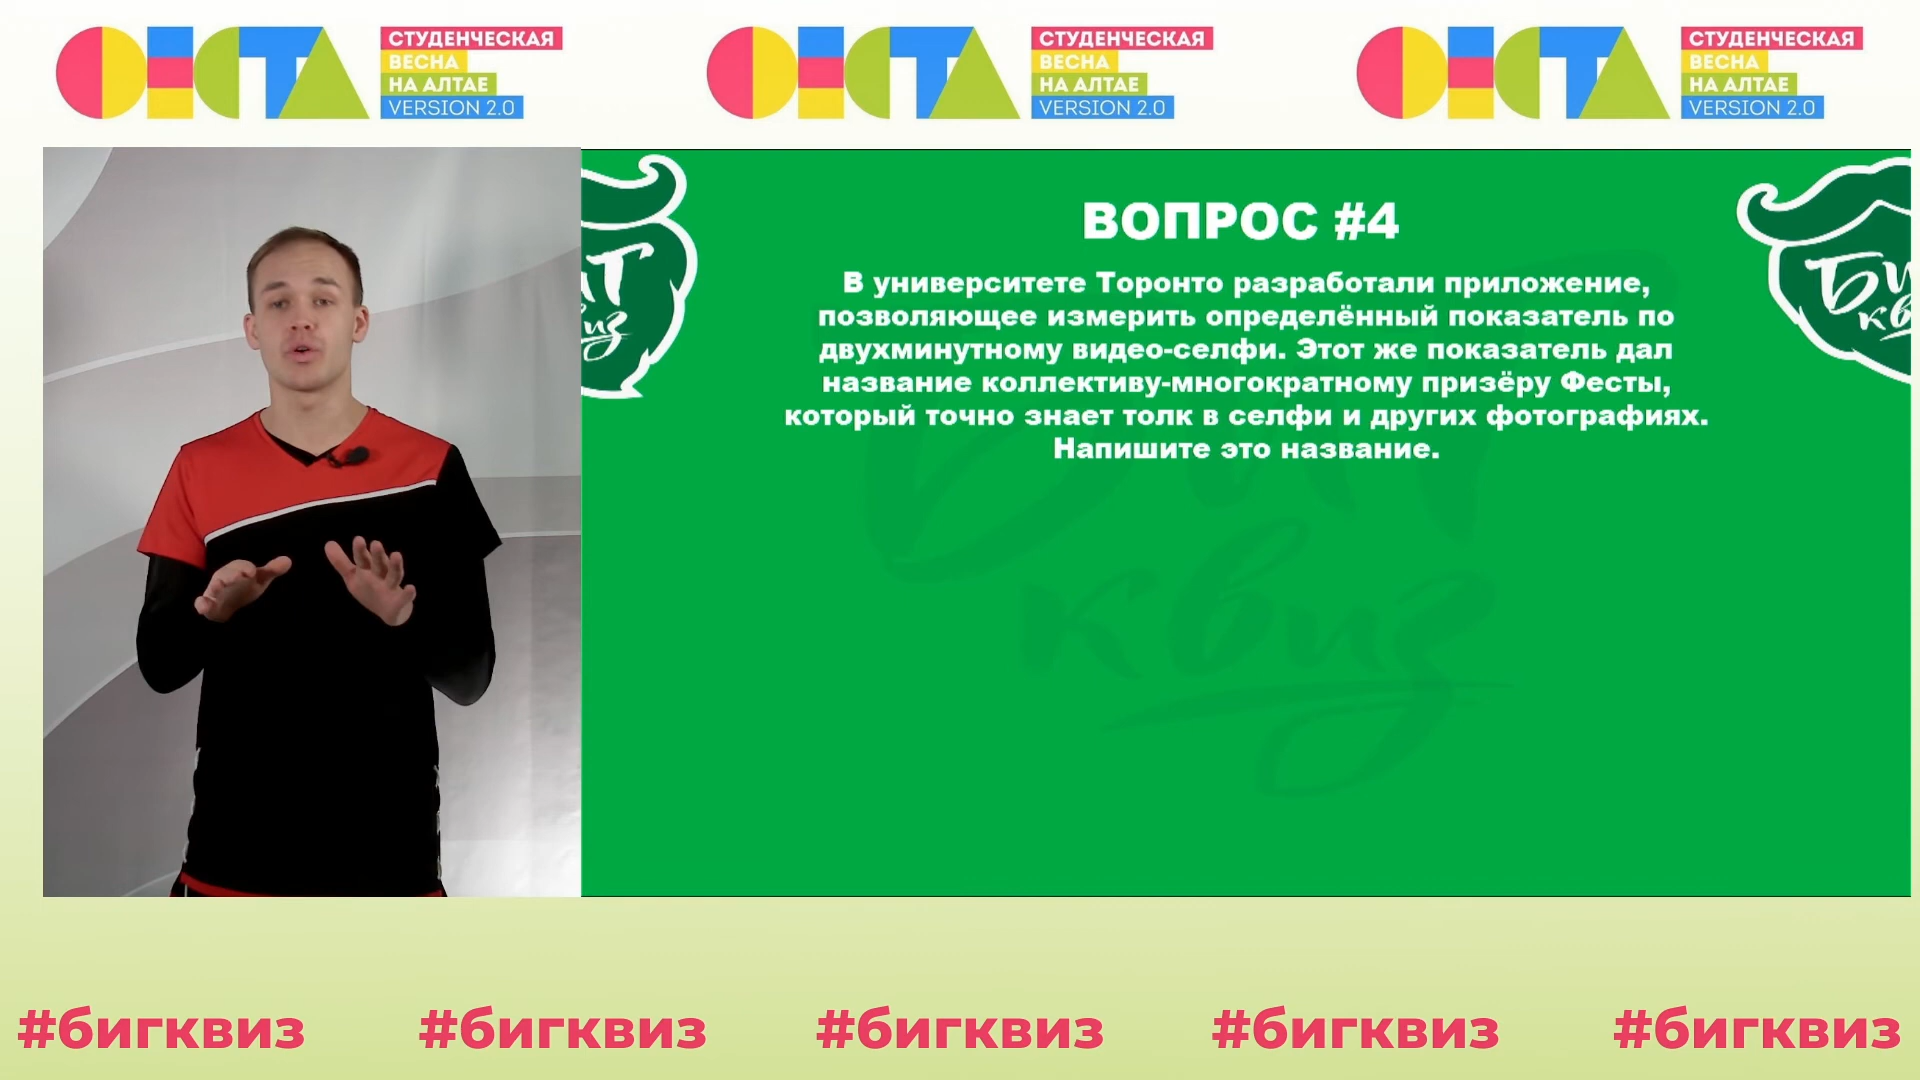 СТУДЕНЧЕСКАЯ
ВЕСНА
НА АЛТАЕ
VERSION 2.0
СТУДЕНЧЕСКАЯ
ВЕСНА
НА АЛТАЕ
VERSION 2.0
СТУДЕНЧЕСКАЯ
ВЕСНА
НА АЛТАЕ
VERSION 2.0
ВОПРОС #4
В университете Торонто разработали приложение,
позволяющее измерить определённый показатель по
двухминутному видео-селфи. Этот же показатель дал
название коллективу-многократному призёру Фесты,
который точно знает толк в селфи и других фотографиях.
Напишите это название.
квиз
#бигквиз #бигквиз #бигквиз #бигквиз #бигквиз